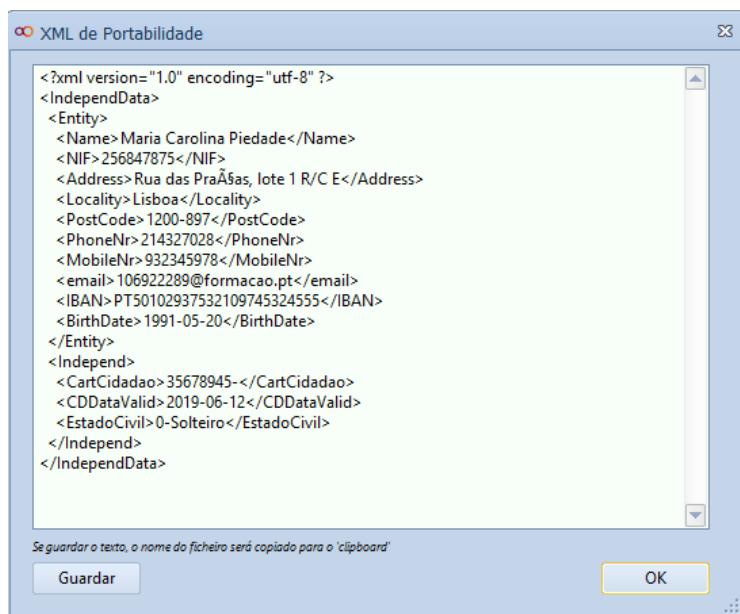 XML de Portabilidade
<?xml version="1.0" encoding="utf-8" ?>
<IndependData>
<Entity>
<Name>Maria Carolina Piedade</Name>
<NIF>256847875</NIF>
<Address>Rua das PraÃ§as, lote 1 R/C E</Address>
<Locality>Lisboa</Locality>
<PostCode>1200-897</PostCode>
<PhoneNr>214327028</PhoneNr>
<MobileNr>932345978</MobileNr>
<email>106922289@formacao.pt</email>
<IBAN>PT50102937532109745324555</IBAN>
<BirthDate>1991-05-20</BirthDate>
</Entity>
<Independ>
<CartCidadao>35678945-</CartCidadao>
<CDDataValid>2019-06-12</CDDataValid>
<EstadoCivil>0-Solteiro</EstadoCivil>
</Independ>
</IndependData>
Se guardar o texto, o nome do ficheiro será copiado para o 'clipboard'
Guardar
OK